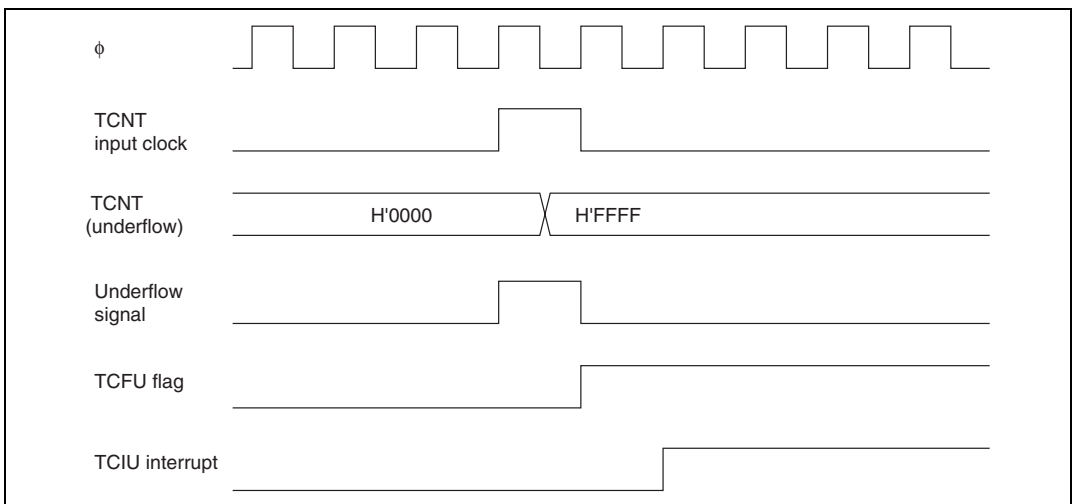 ϕ
TCNT
input clock
TCNT
(underflow)
H'0000
H'FFFF
Underflow
signal
TCFU flag
TCIU interrupt